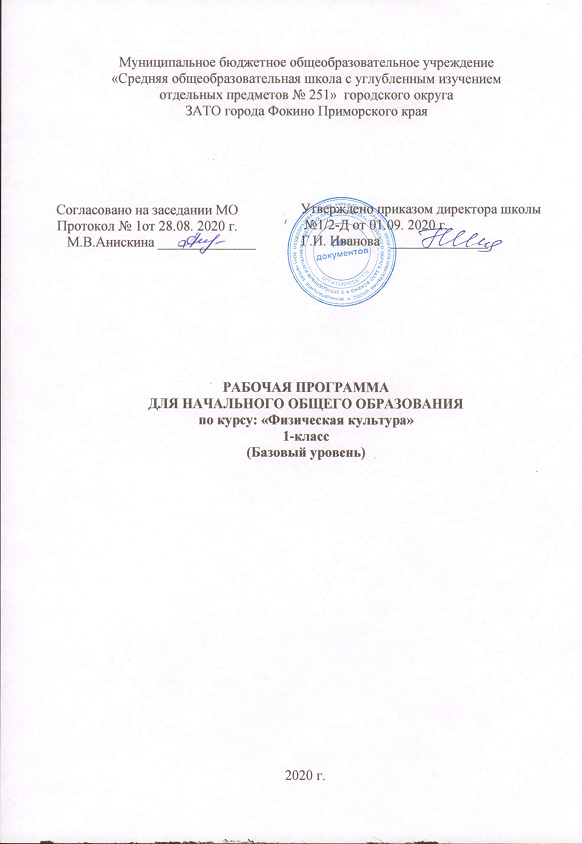 Муниципальное бюджетное общеобразовательное учреждение
«Средняя общеобразовательная школа с углубленным изучением
отдельных предметов № 251» городского округа
ЗАТО города Фокино Приморского края
Согласовано на заседании МО
Протокол № 1от 28.08. 2020 г.
М.В.Анискина
Утверждено приказом директора школы
№1/2-Д от 01.09. 2020 г.
Г.И. Иванова
документов
РАБОЧАЯ ПРОГРАММА
ДЛЯ НАЧАЛЬНОГО ОБЩЕГО ОБРАЗОВАНИЯ
по курсу: «Физическая культура»
1-класс
(Базовый уровень)
2020 г.